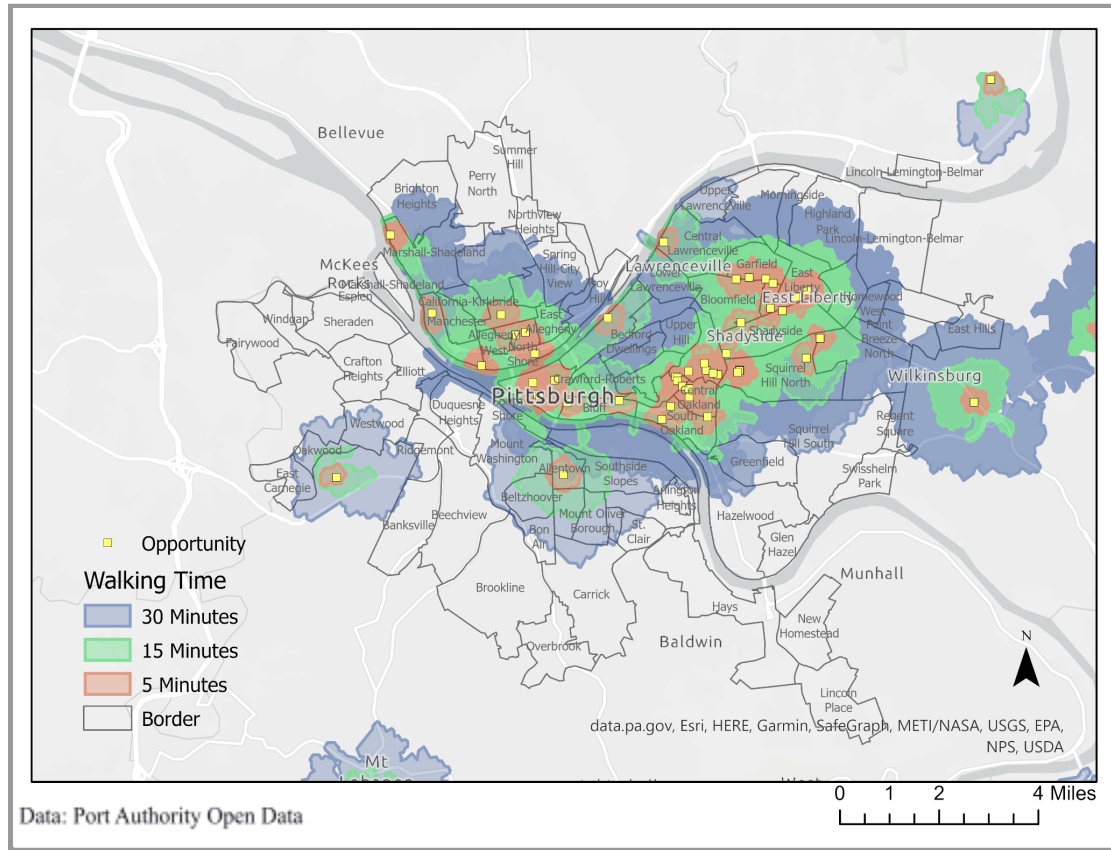 Bellevue
Summer
Hill
Perry
North
Brighton
Heights
Northview
Heights
Marshall-Shadeland
McKees
Rocks
Marshall-Shadeland
Esplen
Spring
Hill-City
View
Troy
Hill
Upper
Lawrenceville
Morningside
Lincoln-Lemington-Belmar
Highland
Park
Lincoln-Lemington-Belmar
Central
Lawrenceville
Lawrenceville
Lower
Lawrenceville
Garfield
East
Liberty
East Liberty
Bloomfield
Homewood
West
Point
Breeze
North
East Hills
Windgap
Sheraden
Fairywood
California-Kirkbride
Manchester
East
Allegheny
Allegheny
West
North
Shore
Bedford
Dwellings
Upper
Hill
Shadyside
Shadyside
Squirrel
Hill North
Wilkinsburg
Crafton
Heights
Elliott
Crawford-Roberts
Pittsburgh
Bluff
Central
Oakland
South
Oakland
Shore
Duquesne
Heights
Westwood
Oakwood
Ridgemont
East
Carnegie
Mount
Washington
Allentown
Southside
Slopes
Beltzhoover
Mount Oliver
Borough
Arlington
Heights
St.
Clair
Bon
Air
Greenfield
Squirrel
Hill South
Regent
Square
Swisshelm
Park
Hazelwood
Glen
Hazel
Banksville
Beechview
Brookline
Carrick
Overbrook
Hays
Baldwin
Munhall
New
Homestead
Lincoln
Place
Mt
Opportunity
Walking Time
30 Minutes
15 Minutes
5 Minutes
Border
N
data.pa.gov, Esri, HERE, Garmin, SafeGraph, METI/NASA, USGS, EPA,
NPS, USDA
0 1 2 4 Miles
Data: Port Authority Open Data